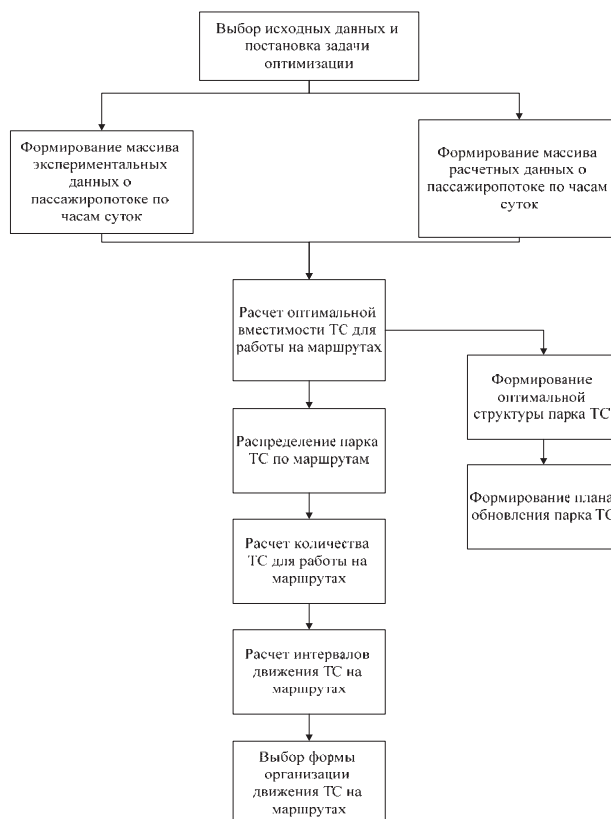 Выбор исходных данных и
постановка задачи
оптимизации
Формирование массива
экспериментальных
данных о
пассажиропотоке по
часам суток
Формирование массива
расчетных данных о
пассажиропотоке по часам
суток
Расчет оптимальной
вместимости ТС для
работы на маршрутах
Формирование
оптимальной
структуры парка ТС
Распределение парка
ТС по маршрутам
Формирование плана
обновления парка ТС
Расчет количества
ТС для работы на
маршрутах
Расчет интервалов
движения ТС на
маршрутах
Выбор формы
организации
движения ТС на
маршрутах